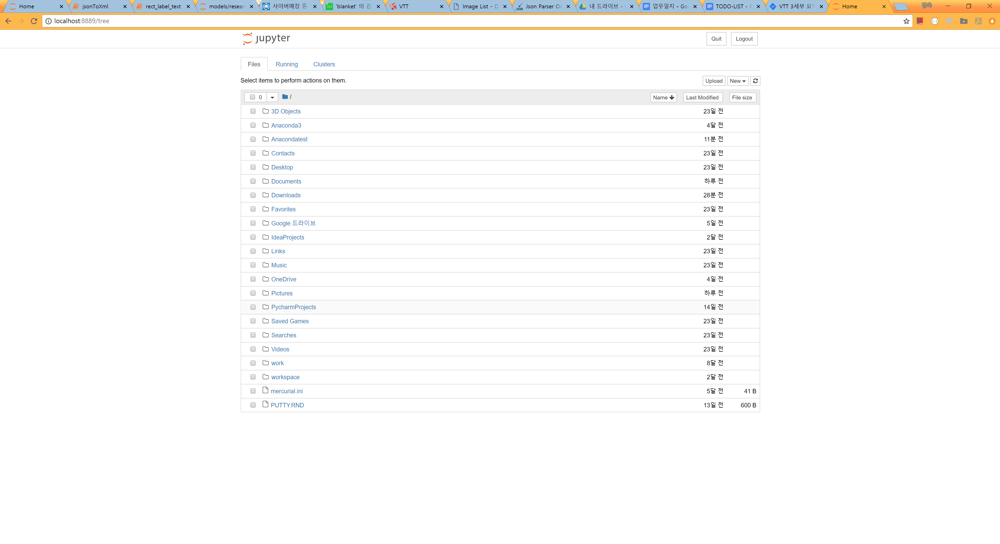 Home
jsonToXml
rect_label_text
models/resear
사이버매장 중
'blanket' 의 검
VTT
Image List – D
Json Parser On
내 드라이브 -
업무일지 - Goo
TODO-LIST - G
VTT 3세부 요
Home
형욱
localhost:8889/tree
jupyter
Quit
Logout
Files
Running
Clusters
Select items to perform actions on them.
Upload
New
0
/
Name
Last Modified
File size
3D Objects 23일 전
Anaconda3 4달 전
Anacondatest 11분 전
Contacts 23일 전
Desktop 23일 전
Documents 하루 전
Downloads 28분 전
Favorites 23일 전
Google 드라이브 5일 전
IdeaProjects 2달 전
Links 23일 전
Music 23일 전
OneDrive 4일 전
Pictures 하루 전
PycharmProjects 14일 전
Saved Games 23일 전
Searches 23일 전
Videos 23일 전
work 8달 전
workspace 2달 전
mercurial.ini 5달 전 41 B
PUTTY.RND 13일 전 600 B